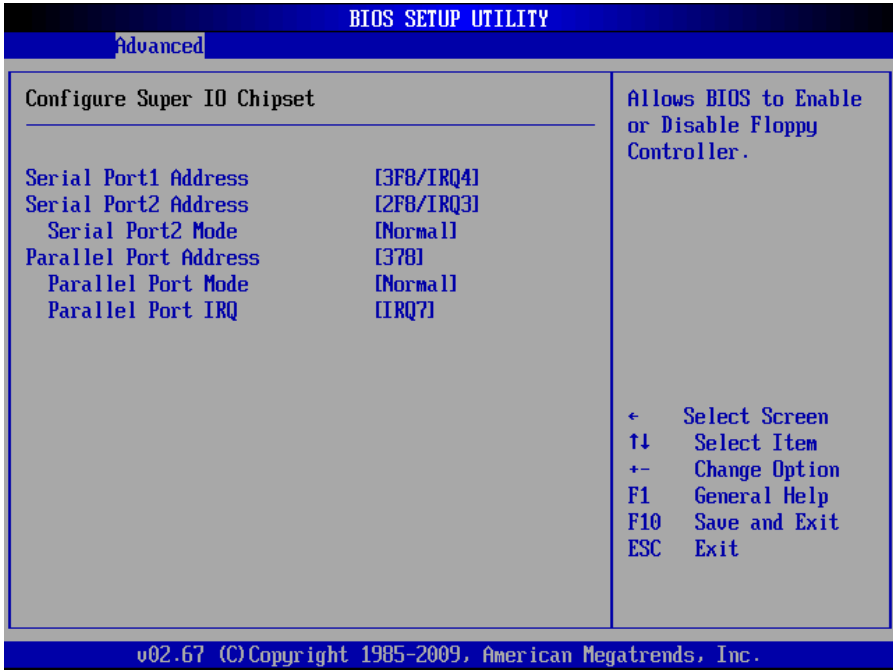 BIOS SETUP UTILITY
Advanced
Configure Super IO Chipset
Serial Port1 Address [3F8/IRQ4]
Serial Port2 Address [2F8/IRQ3]
Serial Port2 Mode [Normal]
Parallel Port Address [378]
Parallel Port Mode [Normal]
Parallel Port IRQ [IRQ7]
Allows BIOS to Enable
or Disable Floppy
Controller.
← Select Screen
↑↓ Select Item
+- Change Option
F1 General Help
F10 Save and Exit
ESC Exit
v02.67 (C)Copyright 1985-2009, American Megatrends, Inc.